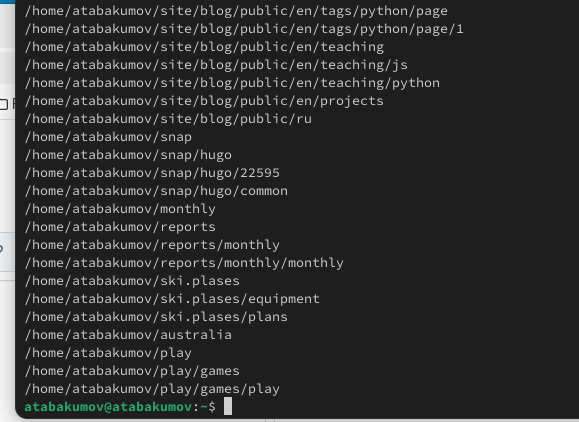 /home/atabakumov/site/blog/public/en/tags/python/page
/home/atabakumov/site/blog/public/en/tags/python/page/1
/home/atabakumov/site/blog/public/en/teaching
/home/atabakumov/site/blog/public/en/teaching/js
/home/atabakumov/site/blog/public/en/teaching/python
/home/atabakumov/site/blog/public/en/projects
/home/atabakumov/site/blog/public/ru
/home/atabakumov/snap
/home/atabakumov/snap/hugo
/home/atabakumov/snap/hugo/22595
/home/atabakumov/snap/hugo/common
/home/atabakumov/monthly
/home/atabakumov/reports
/home/atabakumov/reports/monthly
/home/atabakumov/reports/monthly/monthly
/home/atabakumov/ski.plases
/home/atabakumov/ski.plases/equipment
/home/atabakumov/ski.plases/plans
/home/atabakumov/australia
/home/atabakumov/play
/home/atabakumov/play/games
/home/atabakumov/play/games/play
atabakumov@atabakumov:~$